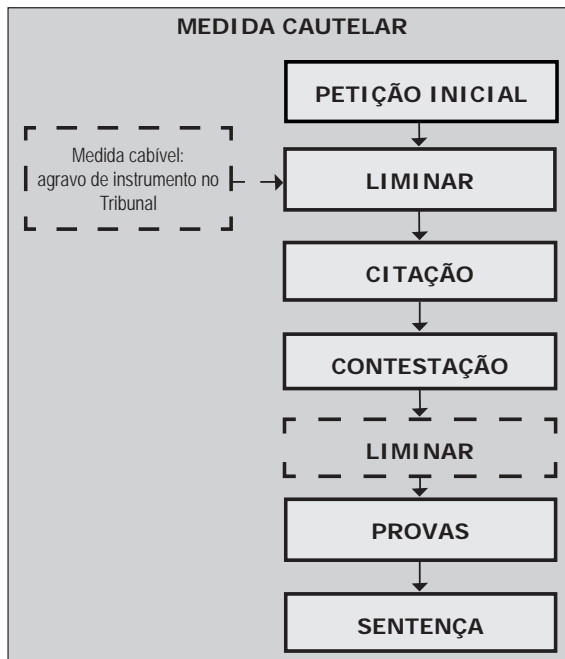 MEDIDA CAUTELAR
PETIÇÃO INICIAL
Medida cabível:
agravo de instrumento no
Tribunal
LIMINAR
CITAÇÃO
CONTESTAÇÃO
LIMINAR
PROVAS
SENTENÇA